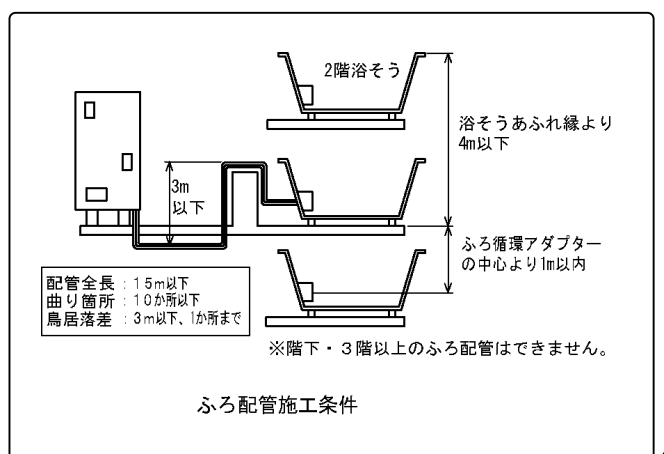 2階浴そう
浴そうあふれ縁より
4m以下
3m
以下
ふろ循環アダプター
の中心より1m以内
配管全長：15m以下
曲り箇所：10か所以下
鳥居落差：3m以下、1か所まで
※階下・3階以上のふろ配管はできません。
ふろ配管施工条件